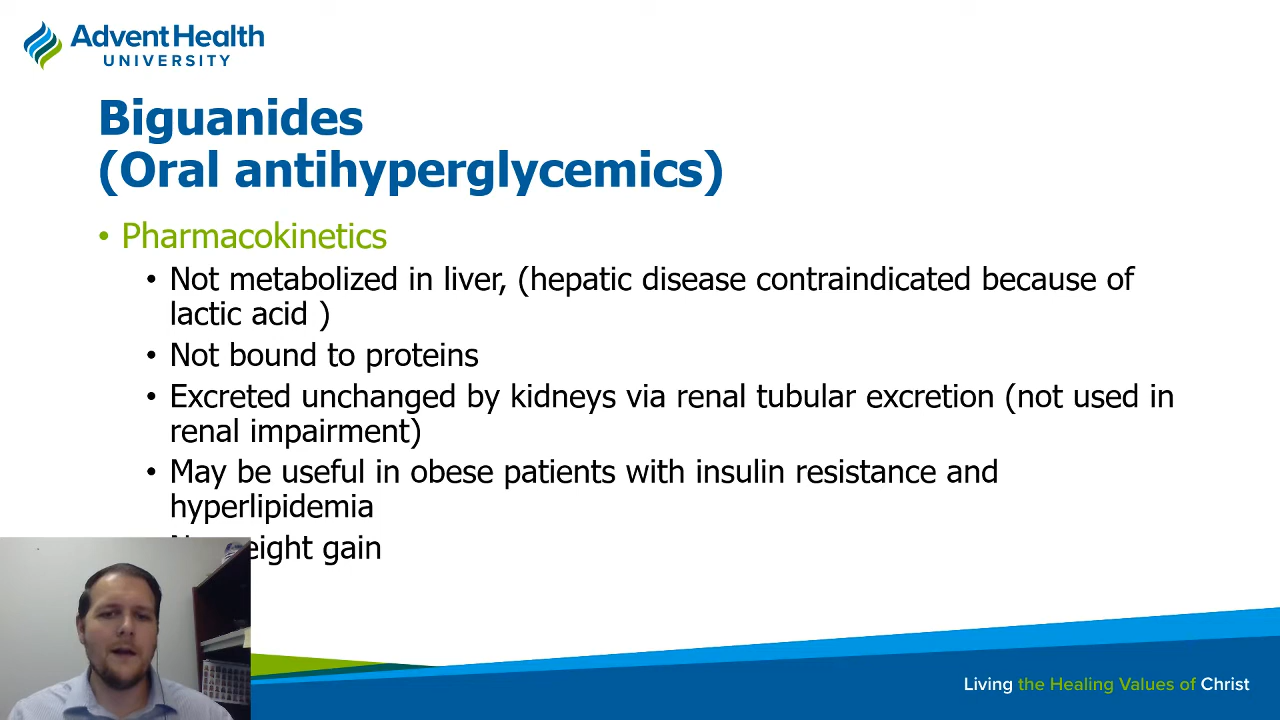 AdventHealth
UNIVERSITY
Biguanides
(Oral antihyperglycemics)
• Pharmacokinetics
• Not metabolized in liver, (hepatic disease contraindicated because of
lactic acid )
• Not bound to proteins
• Excreted unchanged by kidneys via renal tubular excretion (not used in
renal impairment)
• May be useful in obese patients with insulin resistance and
hyperlipidemia
gain
Living the Healing Values of Christ